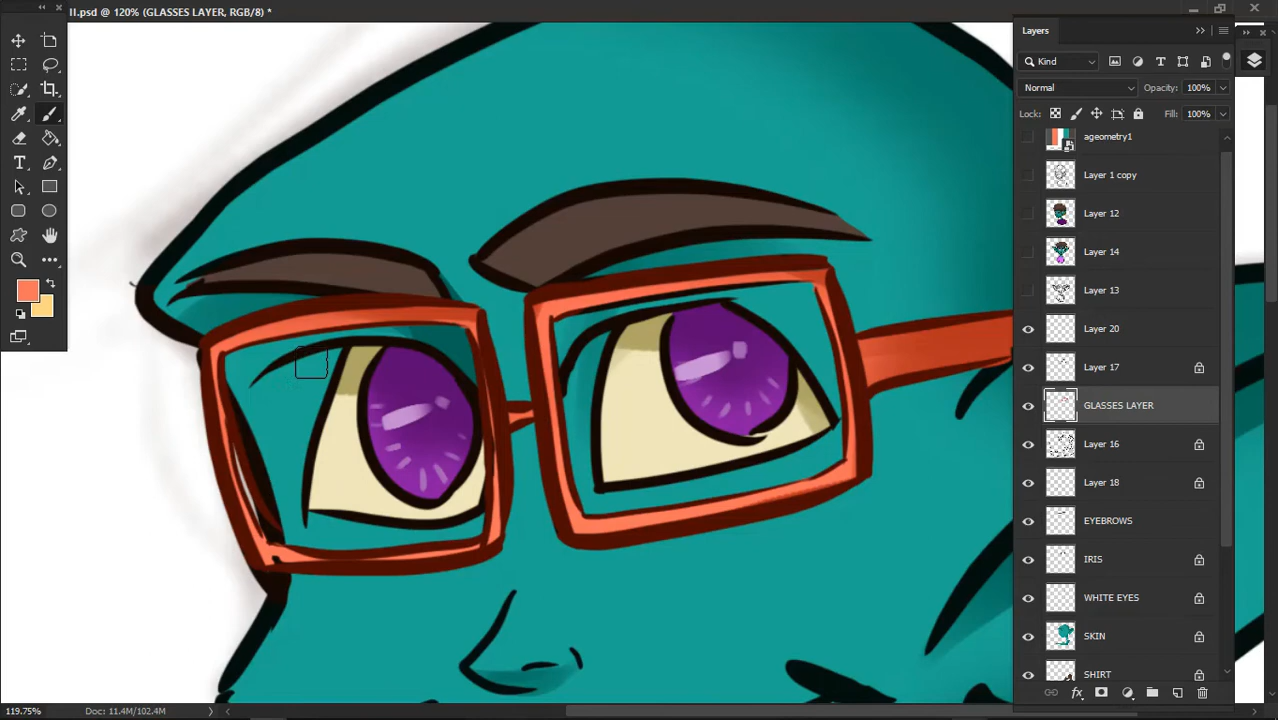 II.psd @ 120% (GLASSES LAYER, RGB/8) *
Layers
Kind
Normal
Opacity: 100%
Lock:
Fill: 100%
ageometry1
Layer 1 copy
Layer 12
Layer 14
Layer 13
Layer 20
Layer 17
GLASSES LAYER
Layer 16
Layer 18
EYEBROWS
IRIS
WHITE EYES
SKIN
SHIRT
fx
119.75%
Doc: 11.4M/102.4M